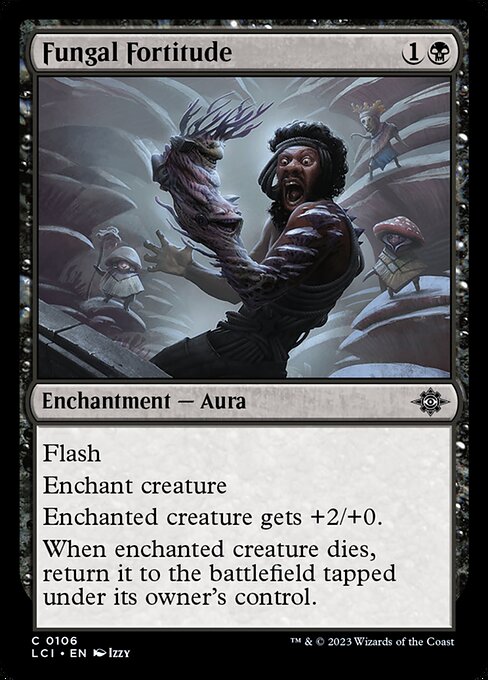 Fungal Fortitude 1
Enchantment — Aura
Flash
Enchant creature
Enchanted creature gets +2/+0.
When enchanted creature dies,
return it to the battlefield tapped
under its owner's control.
C 0106
LCI • EN Izzy
™ & © 2023 Wizards of the Coast